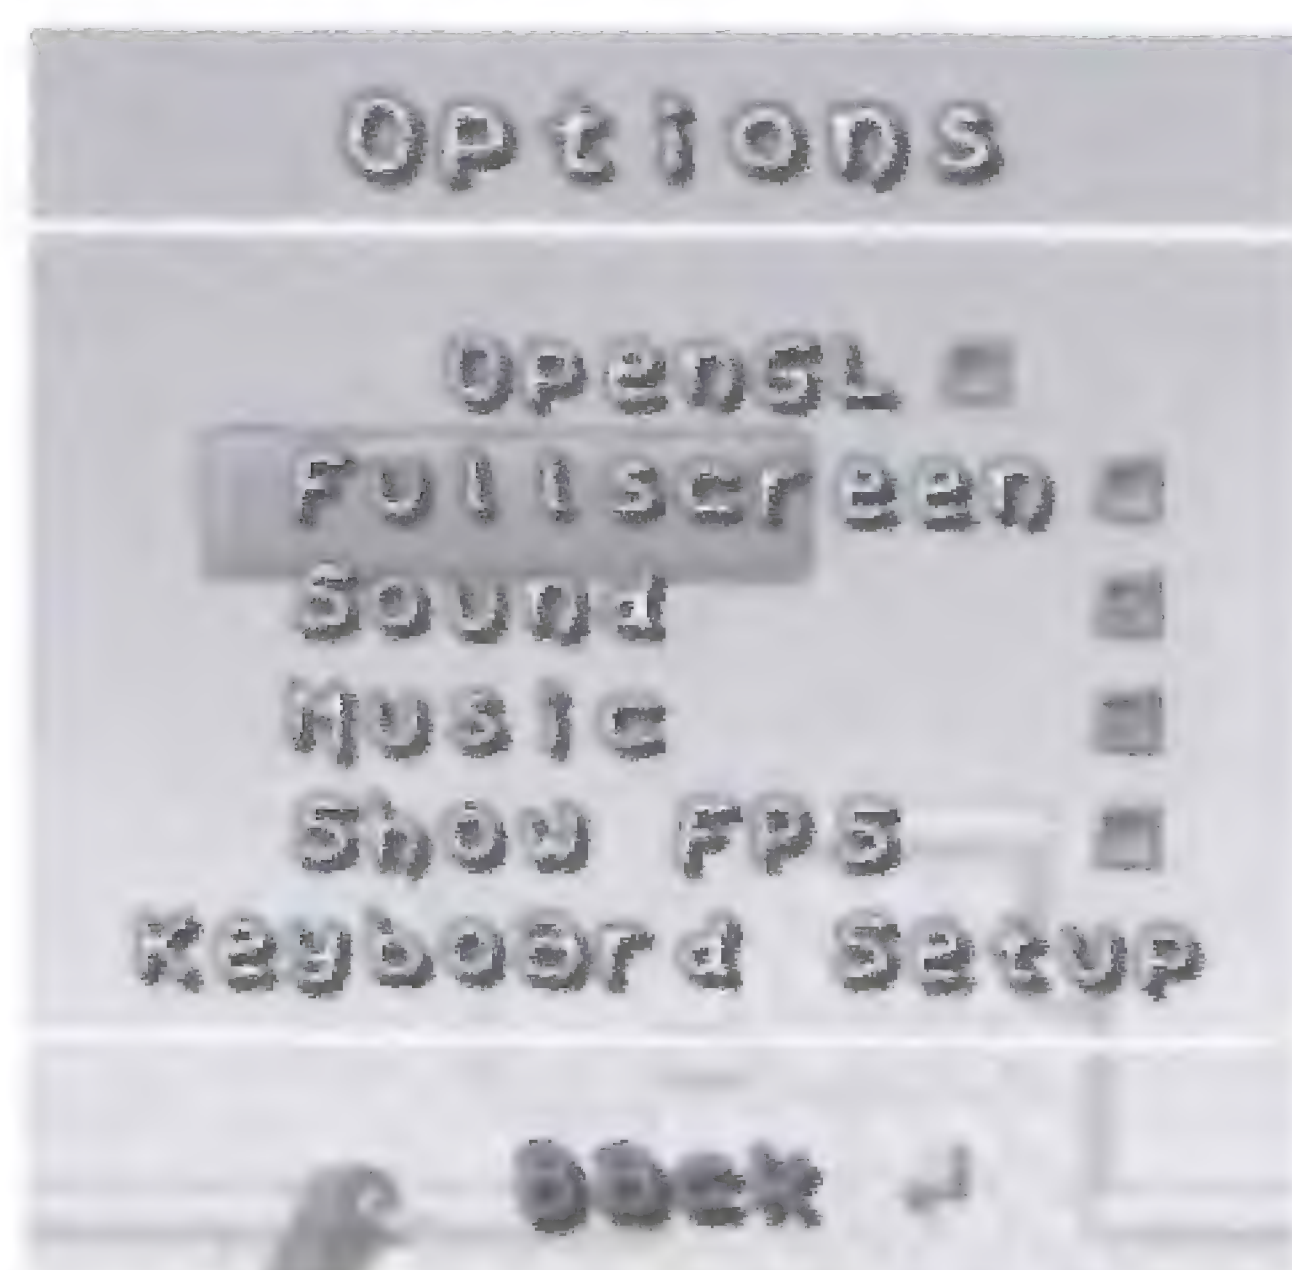 Options
OpenGL
Fullscreen
Sound
Music
Show FPS
Keyboard Setup
Back